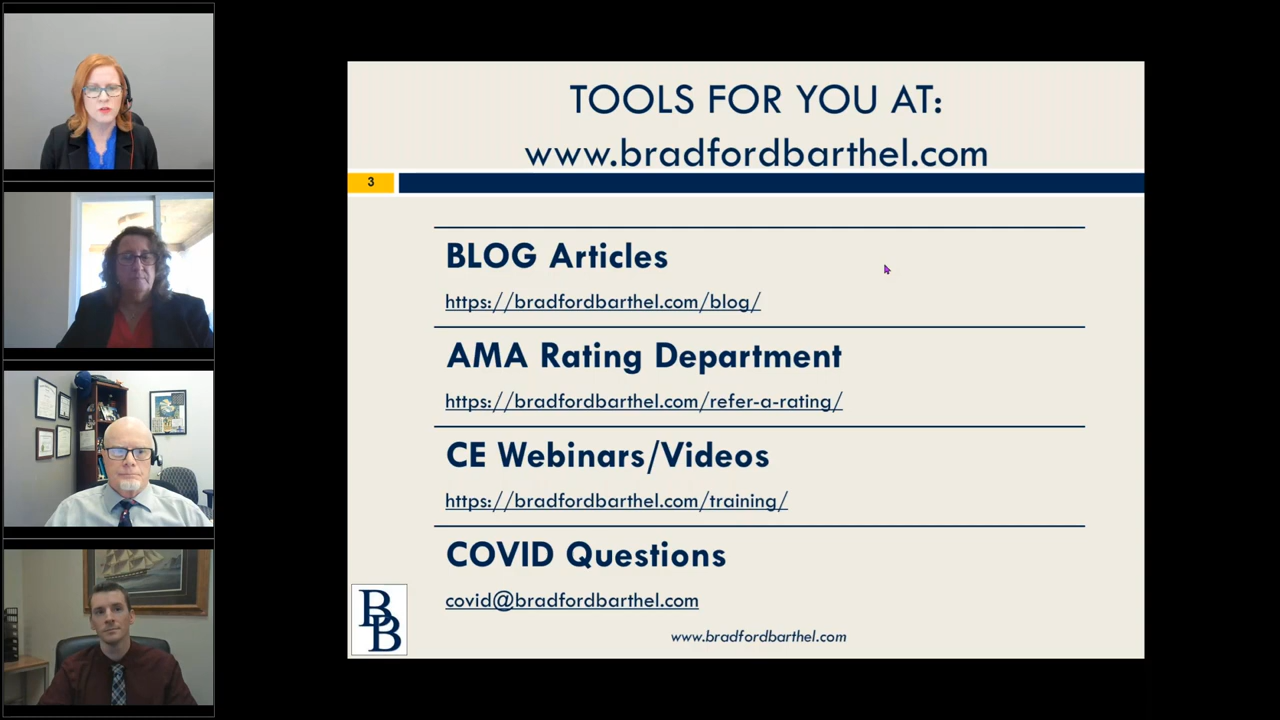 TOOLS FOR YOU AT:
www.bradfordbarthel.com
3
BLOG Articles
https://bradfordbarthel.com/blog/
AMA Rating Department
https://bradfordbarthel.com/refer-a-rating/
CE Webinars/Videos
https://bradfordbarthel.com/training/
COVID Questions
covid@bradfordbarthel.com
BB
www.bradfordbarthel.com